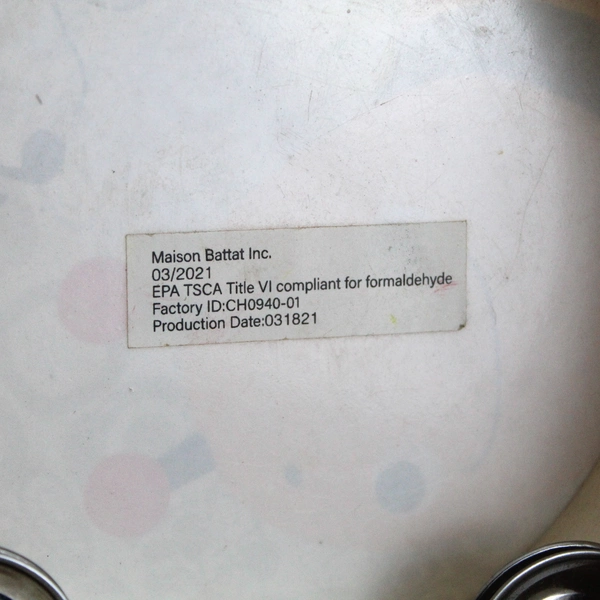 Maison Battat Inc.
03/2021
EPA TSCA Title VI compliant for formaldehyde
Factory ID:CH0940-01
Production Date:031821